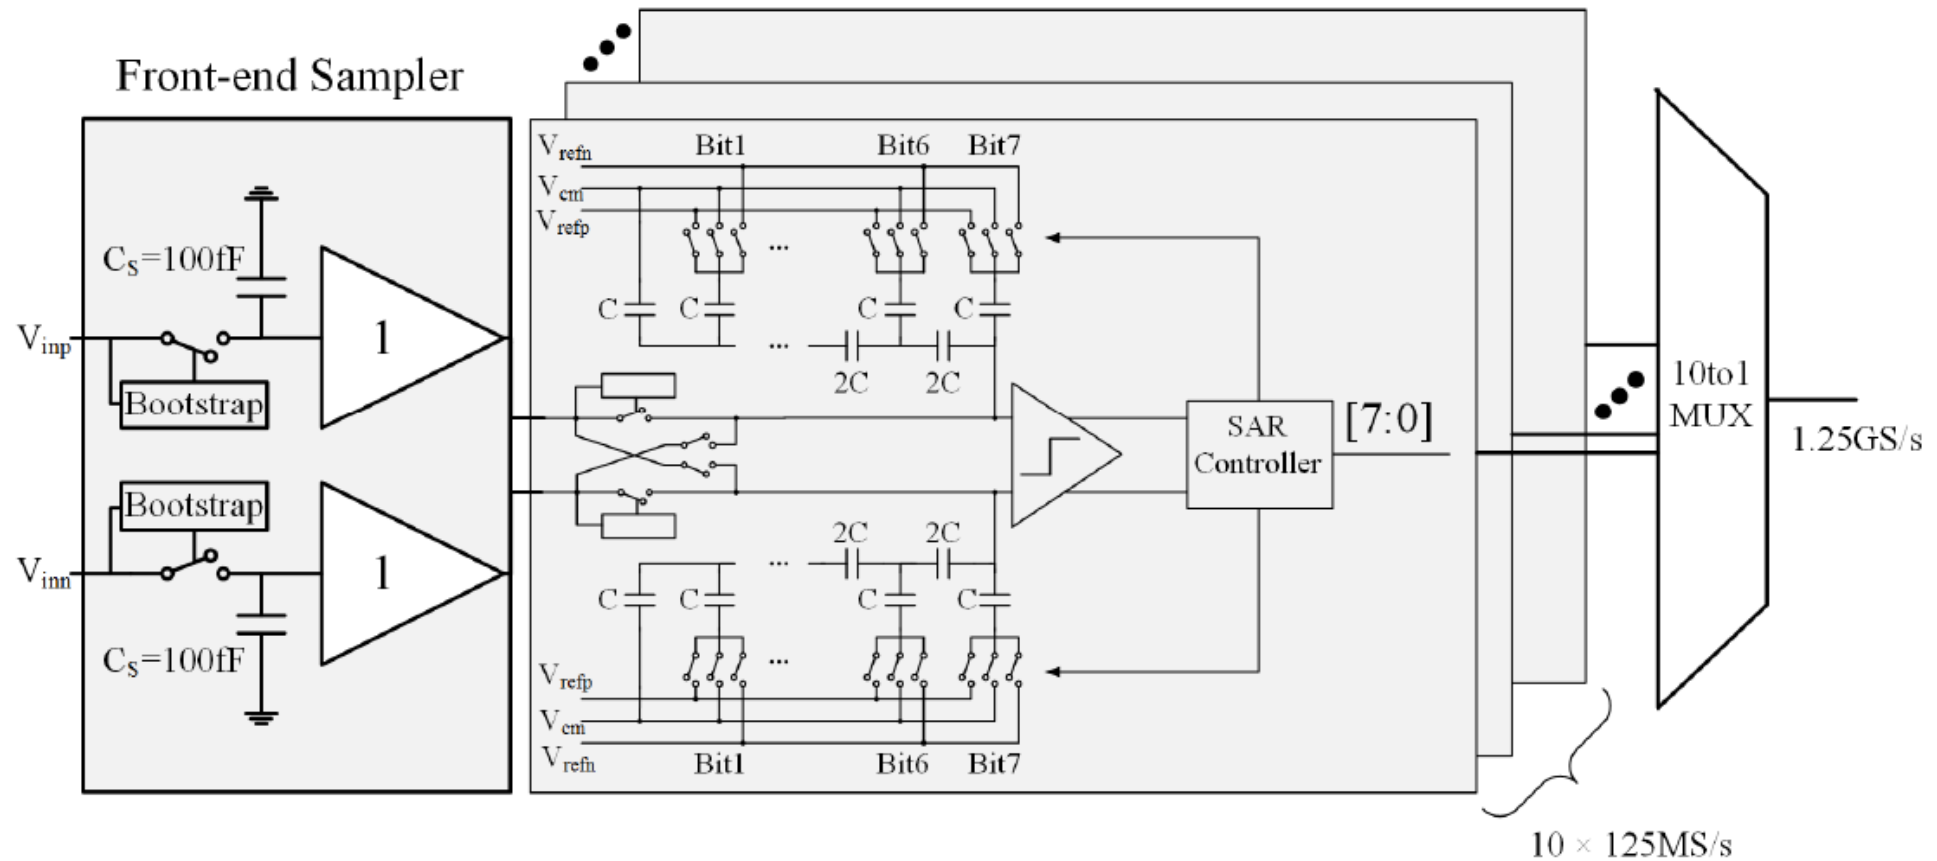 Front-end Sampler
Vrefn
Bit1
Bit6
Bit7
Vcm
Vrefp
...
CS=100fF
C
C
C
C
1
Vinp
...
2C
2C
Bootstrap
10to1
MUX
[7:0]
SAR
Controller
1.25GS/s
Bootstrap
2C
2C
Vinn
1
...
C
C
C
C
CS=100fF
...
Vrefp
Vcm
Vrefn
Bit1
Bit6
Bit7
10 × 125MS/s